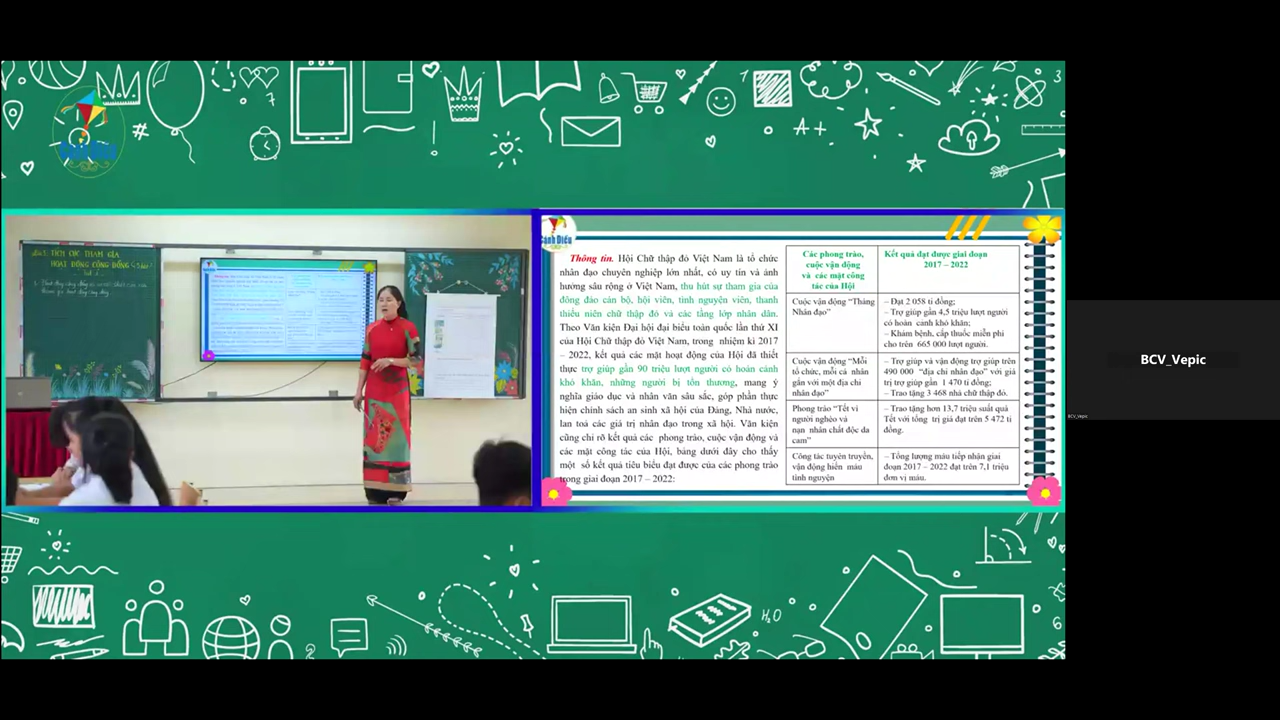 Cánh Diều
TÍCH CỰC THAM GIA
HOẠT ĐỘNG CỘNG ĐỒNG
Thông tin. Hội Chữ thập đỏ Việt Nam là tổ chức
nhân đạo chuyên nghiệp lớn nhất, có uy tín và ảnh
hưởng sâu rộng ở Việt Nam, thu hút sự tham gia của
đông đảo cán bộ, hội viên, tình nguyện viên, thanh
thiếu niên chữ thập đỏ và các tầng lớp nhân dân.
Theo Văn kiện Đại hội đại biểu toàn quốc lần thứ XI
của Hội Chữ thập đỏ Việt Nam, trong nhiệm kì 2017
– 2022, kết quả các mặt hoạt động của Hội đã thiết
thực trợ giúp gần 90 triệu lượt người có hoàn cảnh
khó khăn, những người bị tổn thương, mang ý
nghĩa giáo dục và nhân văn sâu sắc, góp phần thực
hiện chính sách an sinh xã hội của Đảng, Nhà nước,
lan toả các giá trị nhân đạo trong xã hội. Văn kiện
cũng chỉ rõ kết quả các phong trào, cuộc vận động và
các mặt công tác của Hội, bảng dưới đây cho thấy
một số kết quả tiêu biểu đạt được của các phong trào
trong giai đoạn 2017 – 2022:
Các phong trào,
cuộc vận động
và các mặt công
tác của Hội
Kết quả đạt được giai đoạn
2017 – 2022
Cuộc vận động “Tháng
Nhân đạo”
– Đạt 2 058 tỉ đồng;
– Trợ giúp gần 4,5 triệu lượt người
có hoàn cảnh khó khăn;
– Khám bệnh, cấp thuốc miễn phí
cho trên 665 000 lượt người.
Cuộc vận động “Mỗi
tổ chức, mỗi cá nhân
gắn với một địa chỉ
nhân đạo”
– Trợ giúp và vận động trợ giúp trên
490 000 “địa chỉ nhân đạo” với giá
trị trợ giúp gần 1 470 tỉ đồng;
– Trao tặng 3 468 nhà chữ thập đỏ.
Phong trào “Tết vì
người nghèo và
nạn nhân chất độc da
cam”
– Trao tặng hơn 13,7 triệu suất quà
Tết với tổng trị giá đạt trên 5 472 tỉ
đồng.
Công tác tuyên truyền,
vận động hiến máu
tình nguyện
– Tổng lượng máu tiếp nhận giai
đoạn 2017 – 2022 đạt trên 7,1 triệu
đơn vị máu.
A+
H₂O
BCV_Vepic
BCV_Vepic